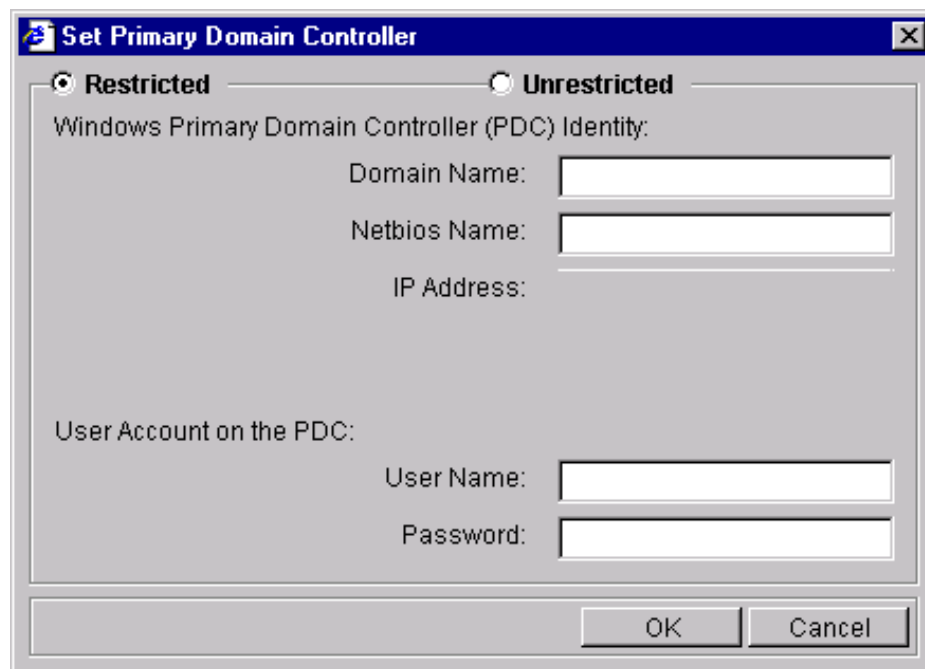 Set Primary Domain Controller
Restricted Unrestricted
Windows Primary Domain Controller (PDC) Identity:
Domain Name:
Netbios Name:
IP Address:
User Account on the PDC:
User Name:
Password:
OK Cancel